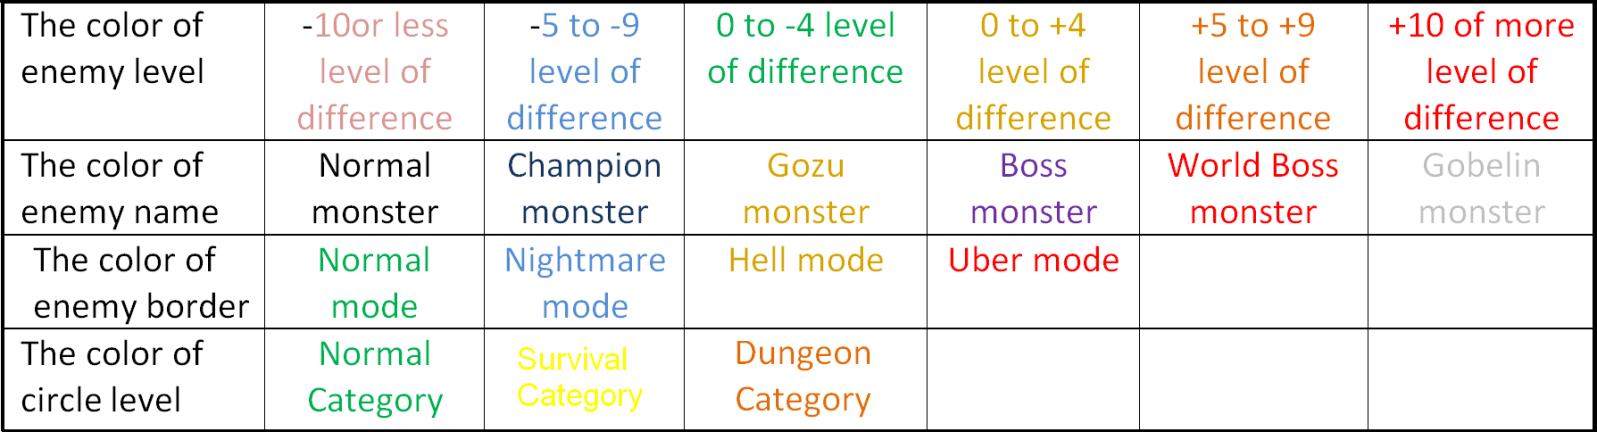 The color of
enemy level
-10or less
level of
difference
-5 to -9
level of
difference
0 to -4 level
of difference
0 to +4
level of
difference
+5 to +9
level of
difference
+10 of more
level of
difference
The color of
enemy name
Normal
monster
Champion
monster
Gozu
monster
Boss
monster
World Boss
monster
Gobelin
monster
The color of
enemy border
Normal
mode
Nightmare
mode
Hell mode
Uber mode
The color of
circle level
Normal
Category
Survival
Category
Dungeon
Category